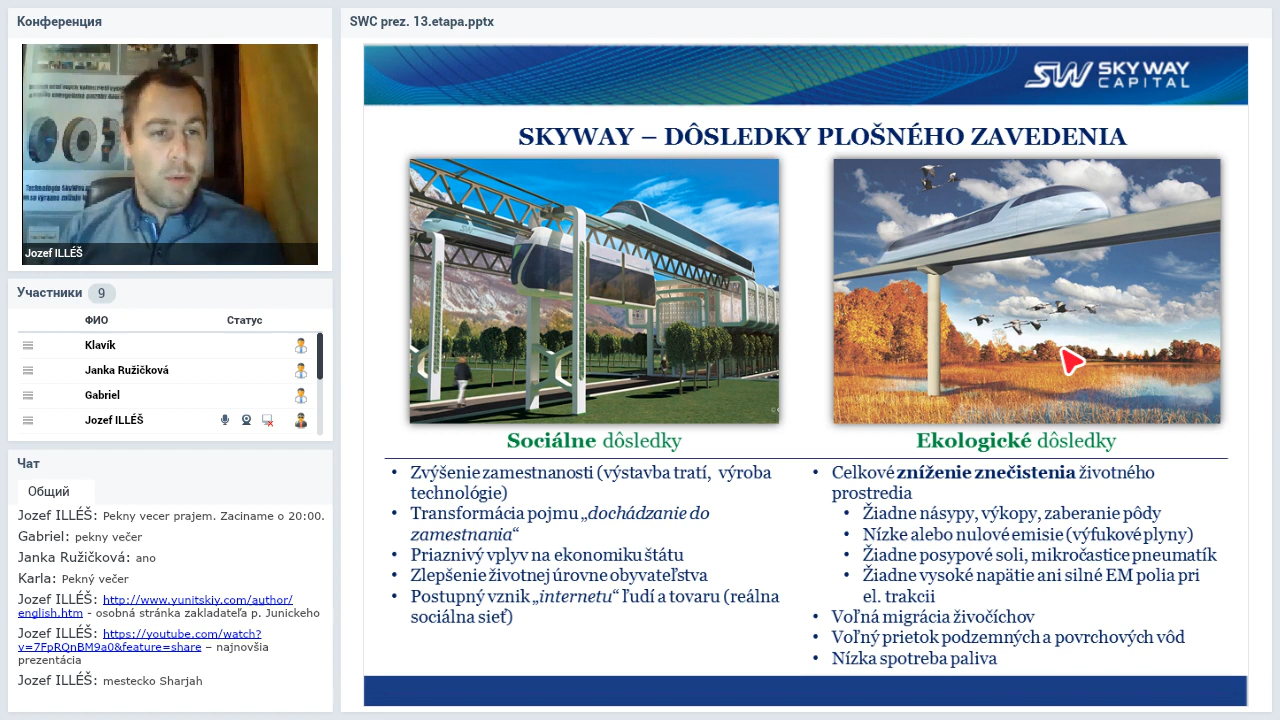 Конференция
Jozef ILLÉŠ
Участники 9
ФИО Статус
Klavík
Janka Ružičková
Gabriel
Jozef ILLÉŠ
Чат
Общий
Jozef ILLÉŠ: Pekny vecer prajem. Zaciname o 20:00.
Gabriel: pekny večer
Janka Ružičková: ano
Karla: Pekný večer
Jozef ILLÉŠ: http://www.yunitskiy.com/author/
english.htm - osobná stránka zakladateľa p. Junickeho
Jozef ILLÉŠ: https://youtube.com/watch?
v=7FpRQnBM9a0&feature=share – najnovšia
prezentácia
Jozef ILLÉŠ: mestecko Sharjah
SWC prez. 13.etapa.pptx
SW SKY WAY
CAPITAL
SKYWAY – DÔSLEDKY PLOŠNÉHO ZAVEDENIA
Sociálne dôsledky
• Zvýšenie zamestnanosti (výstavba tratí, výroba
technológie)
• Transformácia pojmu „dochádzanie do
zamestnania“
• Priaznivý vplyv na ekonomiku štátu
• Zlepšenie životnej úrovne obyvateľstva
• Postupný vznik „internetu“ ľudí a tovaru (reálna
sociálna sieť)
Ekologické dôsledky
• Celkové zníženie znečistenia životného
prostredia
• Žiadne násypy, výkopy, zaberanie pôdy
• Nízke alebo nulové emisie (výfukové plyny)
• Žiadne posypové soli, mikročastice pneumatík
• Žiadne vysoké napätie ani silné EM polia pri
el. trakcii
• Voľná migrácia živočíchov
• Voľný prietok podzemných a povrchových vôd
• Nízka spotreba paliva